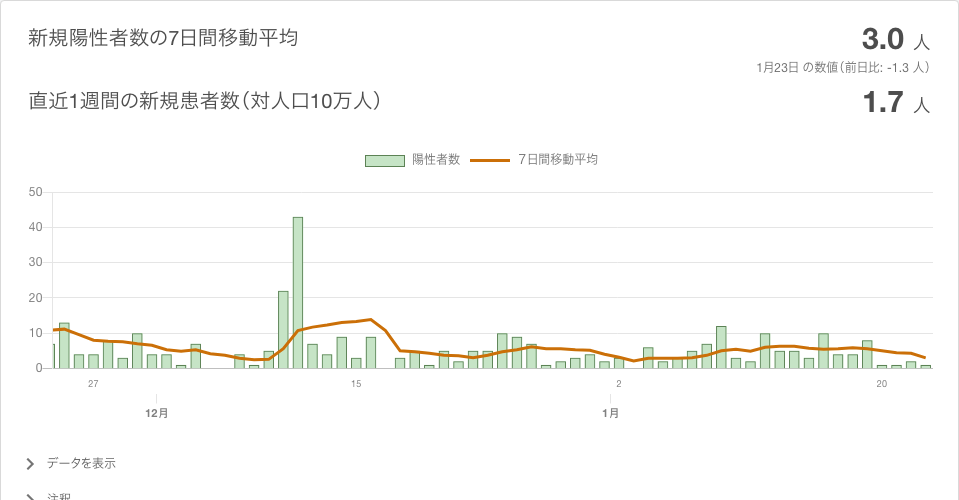 新規陽性者数の7日間移動平均
3.0 人
1月23日 の数値（前日比: -1.3 人）
直近1週間の新規患者数（対人口10万人）
1.7 人
陽性者数 7日間移動平均
50
40
30
20
10
0
27 15 2 20
12月 1月
データを表示
注釈